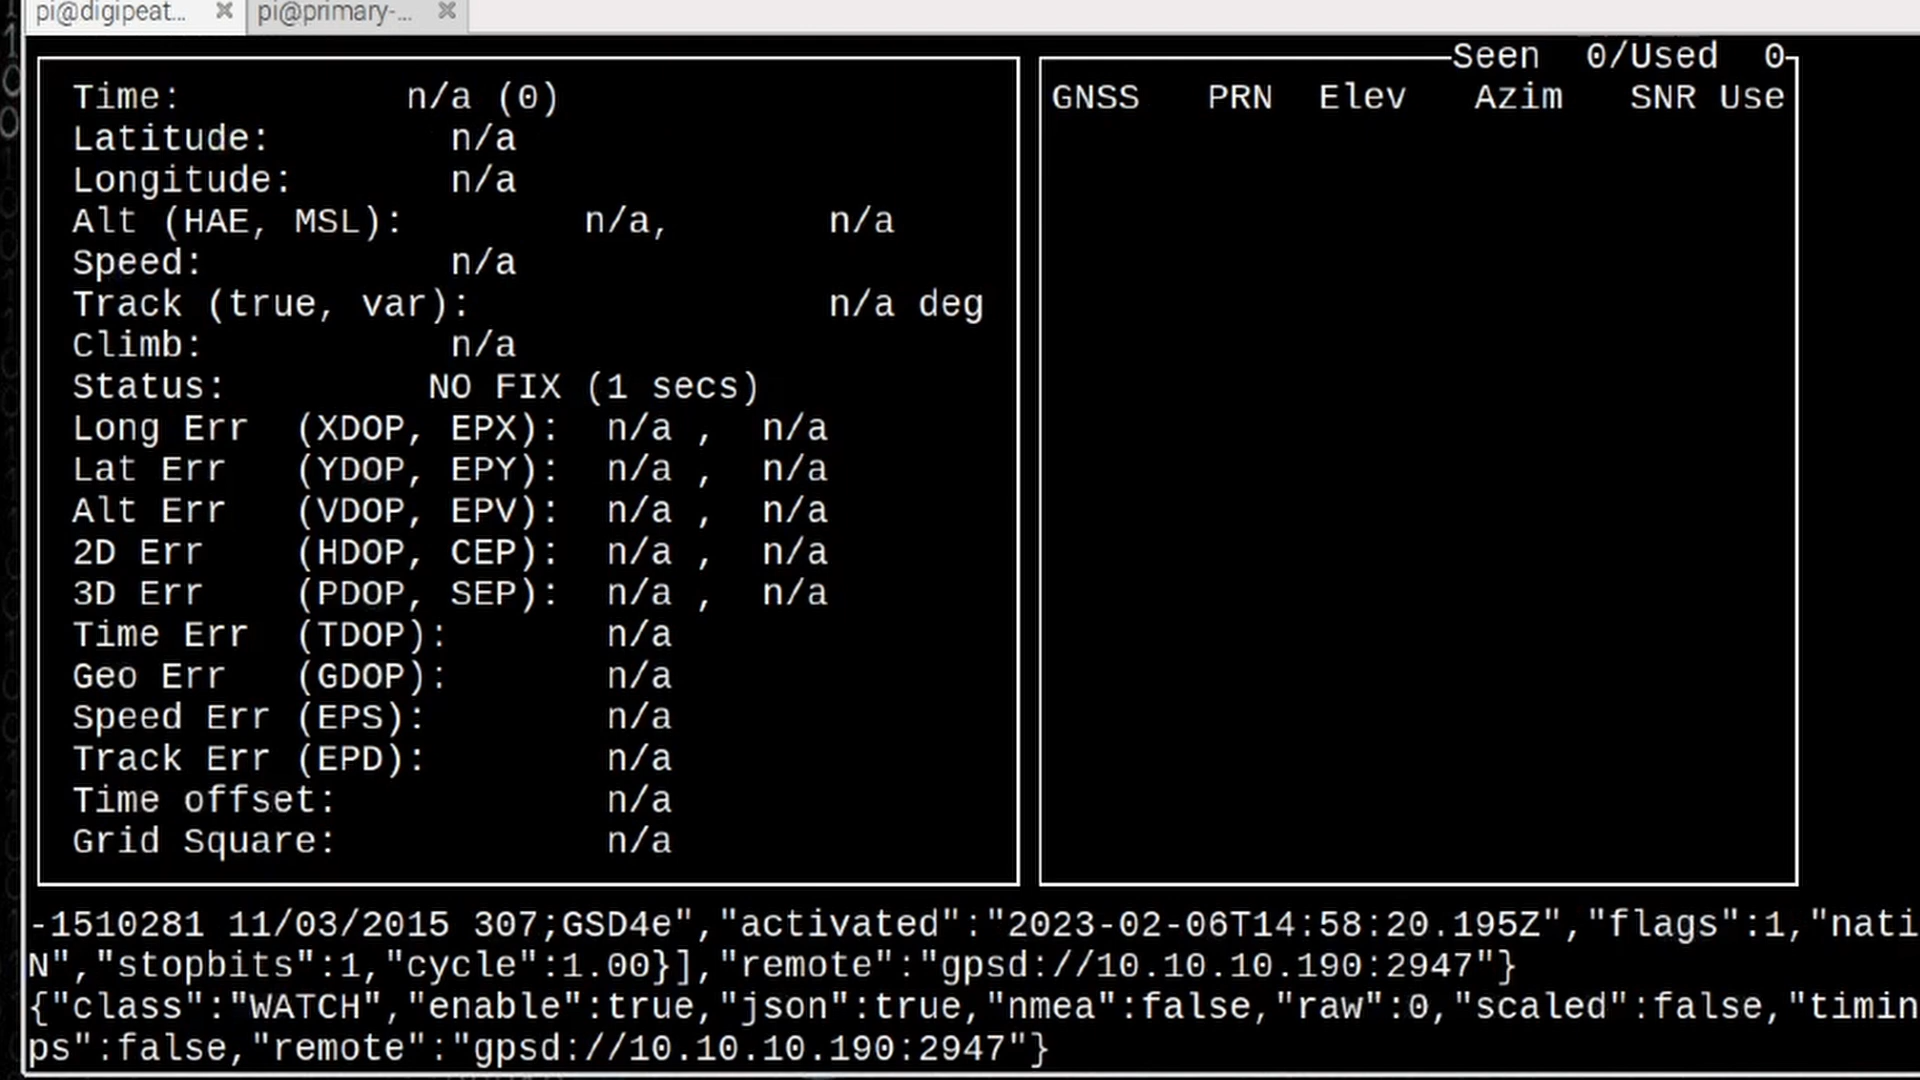 pi@digipeat... × pi@primary-... ×
Seen 0/Used 0
Time: n/a (0)
Latitude: n/a
Longitude: n/a
Alt (HAE, MSL): n/a, n/a
Speed: n/a
Track (true, var): n/a deg
Climb: n/a
Status: NO FIX (1 secs)
Long Err (XDOP, EPX): n/a , n/a
Lat Err (YDOP, EPY): n/a , n/a
Alt Err (VDOP, EPV): n/a , n/a
2D Err (HDOP, CEP): n/a , n/a
3D Err (PDOP, SEP): n/a , n/a
Time Err (TDOP): n/a
Geo Err (GDOP): n/a
Speed Err (EPS): n/a
Track Err (EPD): n/a
Time offset: n/a
Grid Square: n/a
GNSS PRN Elev Azim SNR Use
-1510281 11/03/2015 307;GSD4e","activated":"2023-02-06T14:58:20.195Z","flags":1,"nati
N","stopbits":1,"cycle":1.00}],"remote":"gpsd://10.10.10.190:2947"}
{"class":"WATCH","enable":true,"json":true,"nmea":false,"raw":0,"scaled":false,"timin
ps":false,"remote":"gpsd://10.10.10.190:2947"}